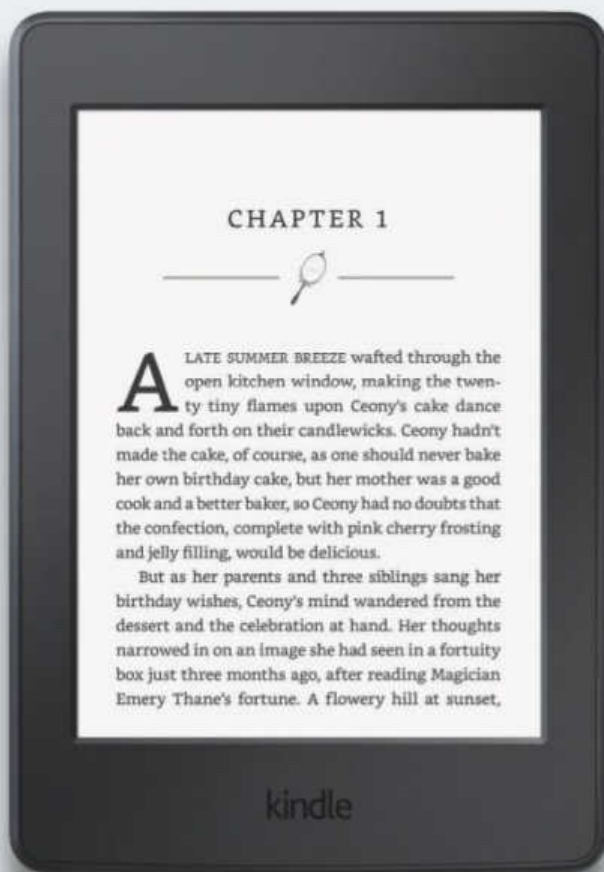 CHAPTER 1
A LATE SUMMER BREEZE wafted through the
open kitchen window, making the twen-
ty tiny flames upon Ceony's cake dance
back and forth on their candlewicks. Ceony hadn't
made the cake, of course, as one should never bake
her own birthday cake, but her mother was a good
cook and a better baker, so Ceony had no doubts that
the confection, complete with pink cherry frosting
and jelly filling, would be delicious.
But as her parents and three siblings sang her
birthday wishes, Ceony's mind wandered from the
dessert and the celebration at hand. Her thoughts
narrowed in on an image she had seen in a fortuity
box just three months ago, after reading Magician
Emery Thane's fortune. A flowery hill at sunset,
kindle